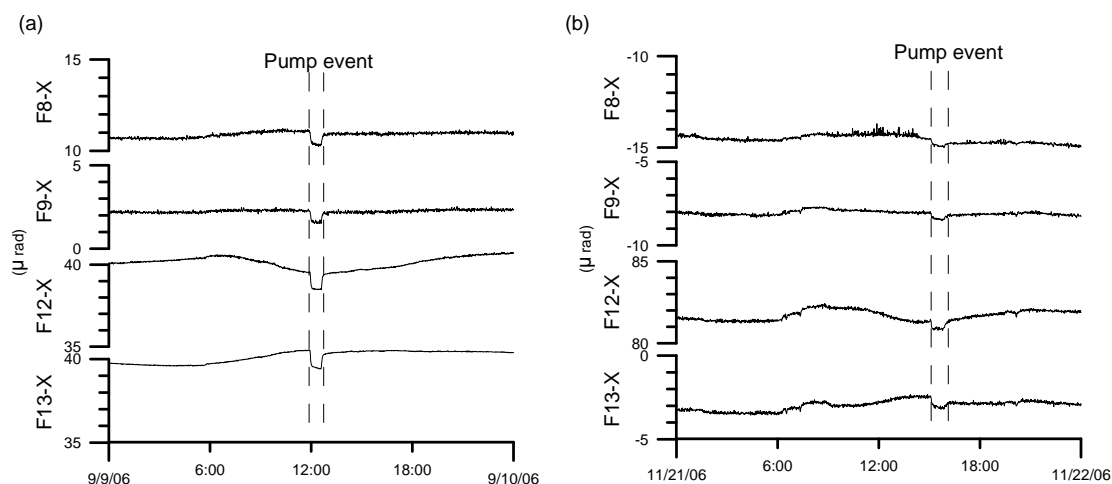 (a)
Pump event
15
F8-X
10
5
F9-X
0
(μ rad)
40
F12-X
35
40
F13-X
35
9/9/06
6:00
12:00
18:00
9/10/06
(b)
Pump event
-10
F8-X
-15
-5
F9-X
-10
(μ rad)
85
F12-X
80
0
F13-X
-5
11/21/06
6:00
12:00
18:00
11/22/06